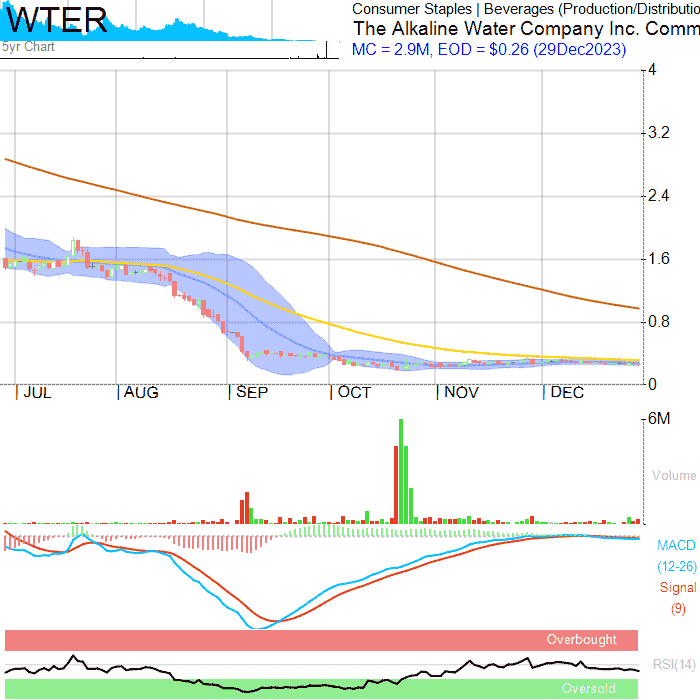 WTER
Consumer Staples | Beverages (Production/Distributio
5yr Chart
The Alkaline Water Company Inc. Comm
MC = 2.9M, EOD = $0.26 (29Dec2023)
4
3.2
2.4
1.6
0.8
0
JUL AUG SEP OCT NOV DEC
6M
Volume
MACD
(12-26)
Signal
(9)
Overbought
RSI(14)
Oversold